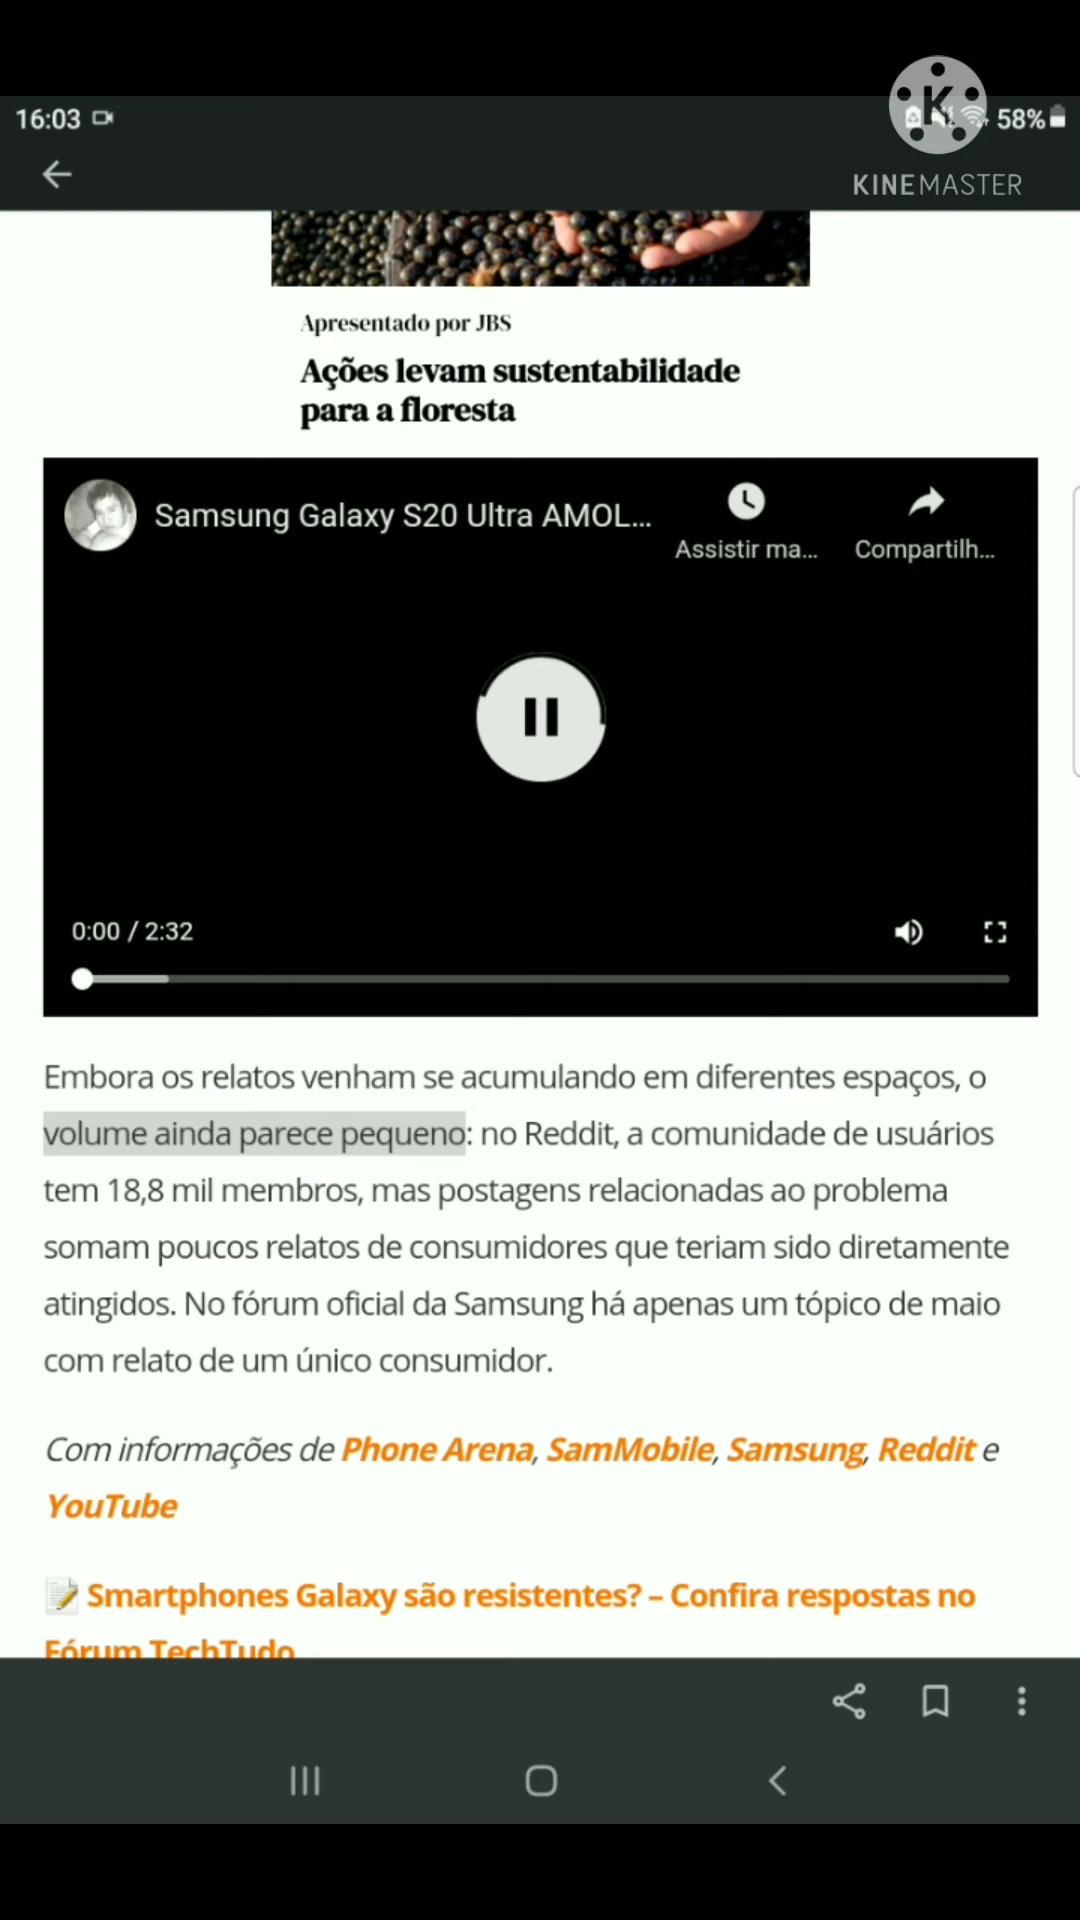 16:03
58%
KINEMASTER
Apresentado por JBS
Ações levam sustentabilidade
para a floresta
Samsung Galaxy S20 Ultra AMOL...
Assistir ma...
Compartilh...
0:00 / 2:32
Embora os relatos venham se acumulando em diferentes espaços, o
volume ainda parece pequeno: no Reddit, a comunidade de usuários
tem 18,8 mil membros, mas postagens relacionadas ao problema
somam poucos relatos de consumidores que teriam sido diretamente
atingidos. No fórum oficial da Samsung há apenas um tópico de maio
com relato de um único consumidor.
Com informações de Phone Arena, SamMobile, Samsung, Reddit e
YouTube
Smartphones Galaxy são resistentes? – Confira respostas no
Fórum TechTudo